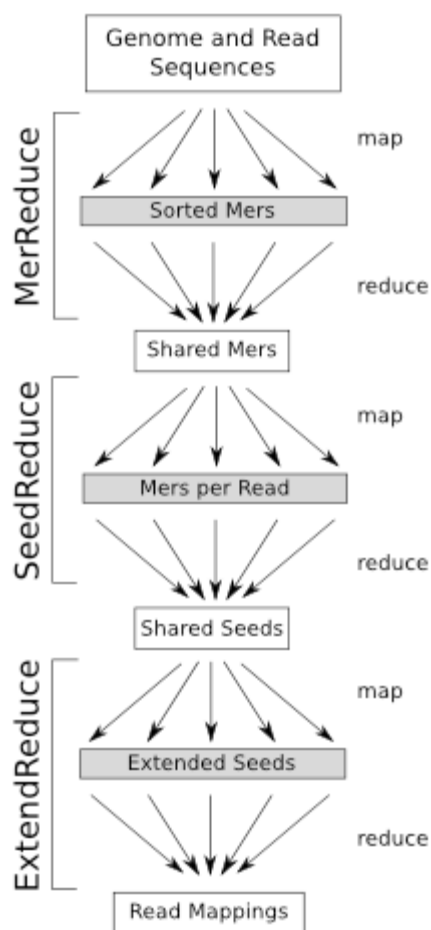 Genome and Read
Sequences
MerReduce
map
Sorted Mers
reduce
Shared Mers
SeedReduce
map
Mers per Read
reduce
Shared Seeds
ExtendReduce
map
Extended Seeds
reduce
Read Mappings